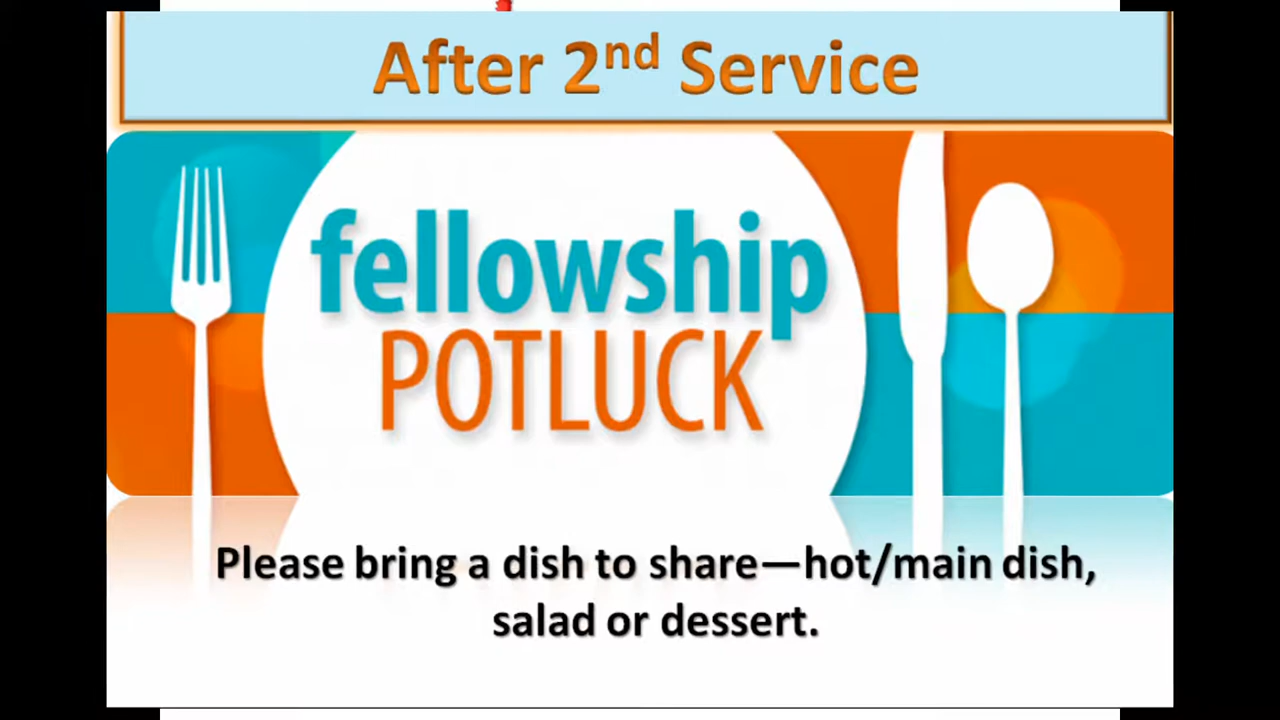 After 2nd Service
fellowship
POTLUCK
Please bring a dish to share—hot/main dish,
salad or dessert.